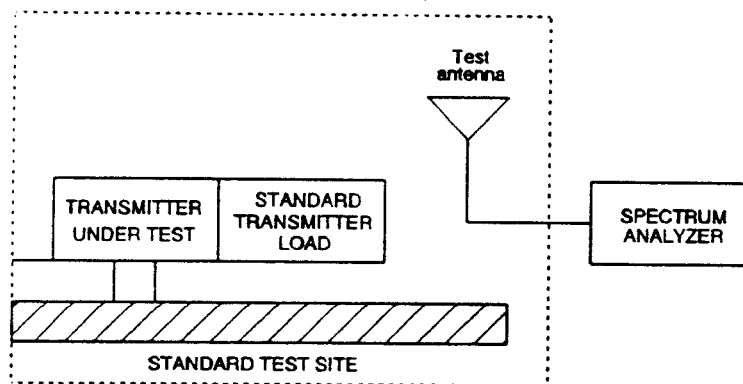 Test
antenna
TRANSMITTER
UNDER TEST
STANDARD
TRANSMITTER
LOAD
SPECTRUM
ANALYZER
STANDARD TEST SITE